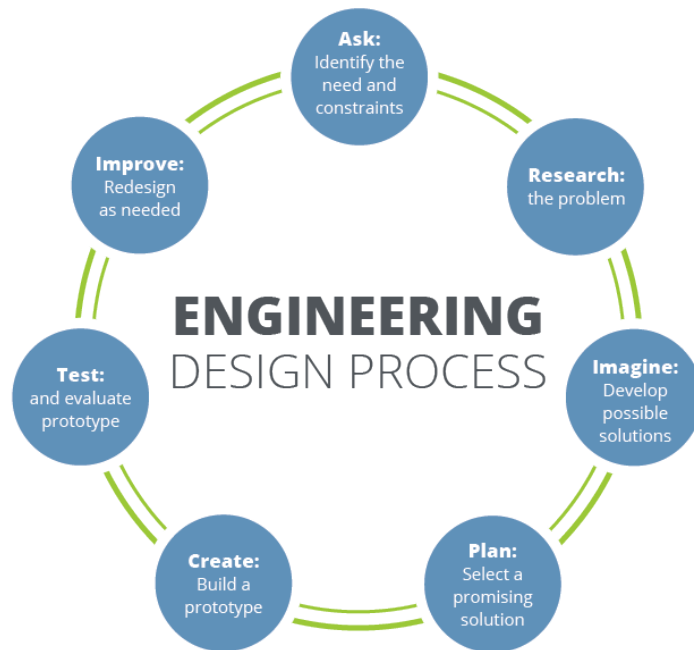 Ask:
Identify the
need and
constraints
Research:
the problem
Imagine:
Develop
possible
solutions
Plan:
Select a
promising
solution
Create:
Build a
prototype
Test:
and evaluate
prototype
Improve:
Redesign
as needed
ENGINEERING
DESIGN PROCESS